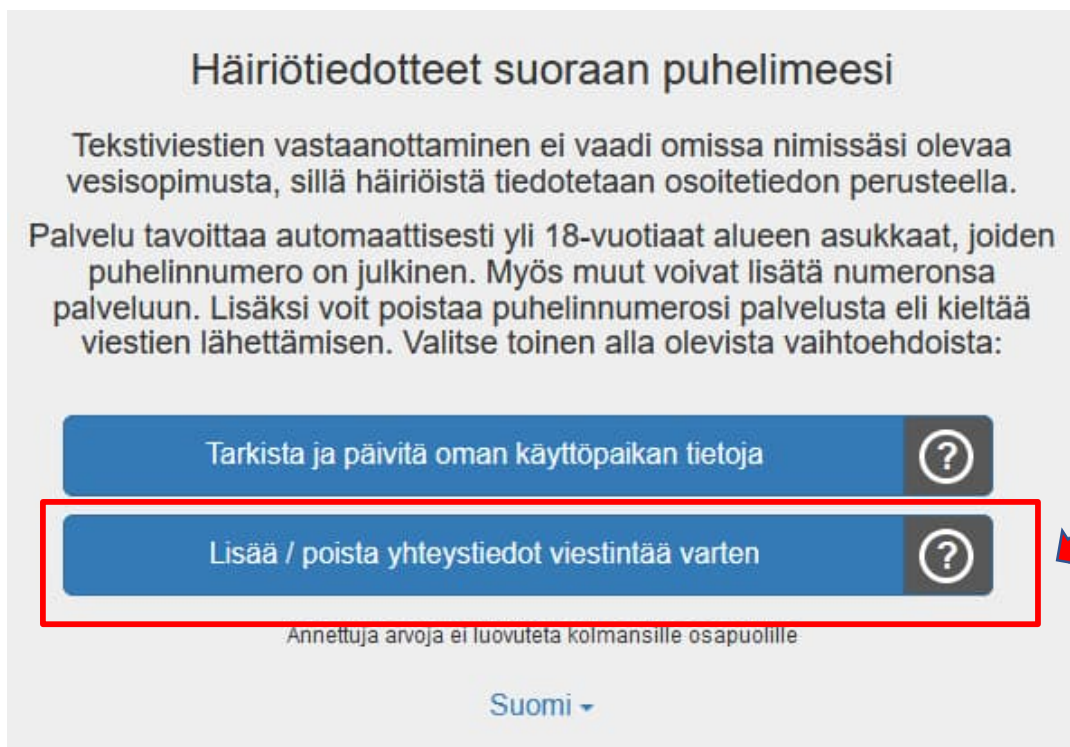 Häiriötiedotteet suoraan puhelimeesi
Tekstiviestien vastaanottaminen ei vaadi omissa nimissäsi olevaa
vesisopimusta, sillä häiriöistä tiedotetaan osoitetiedon perusteella.
Palvelu tavoittaa automaattisesti yli 18-vuotiaat alueen asukkaat, joiden
puhelinnumero on julkinen. Myös muut voivat lisätä numeronsa
palveluun. Lisäksi voit poistaa puhelinnumerosi palvelusta eli kieltää
viestien lähettämisen. Valitse toinen alla olevista vaihtoehdoista:
Tarkista ja päivitä oman käyttöpaikan tietoja ?
Lisää / poista yhteystiedot viestintää varten ?
Annettuja arvoja ei luovuteta kolmansille osapuolille
Suomi